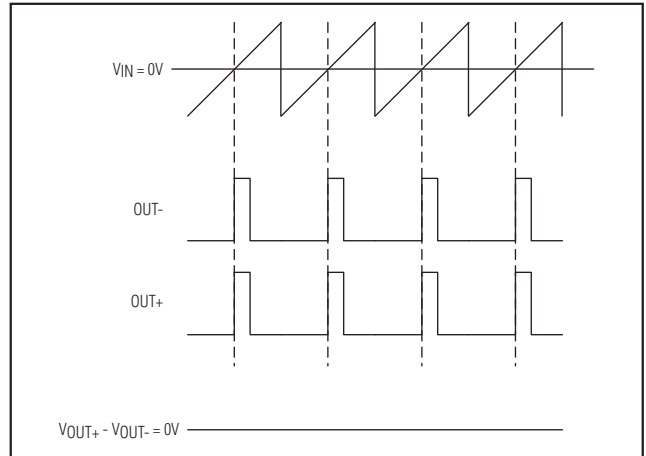 VIN = 0V
OUT-
OUT+
VOUT+ - VOUT- = 0V